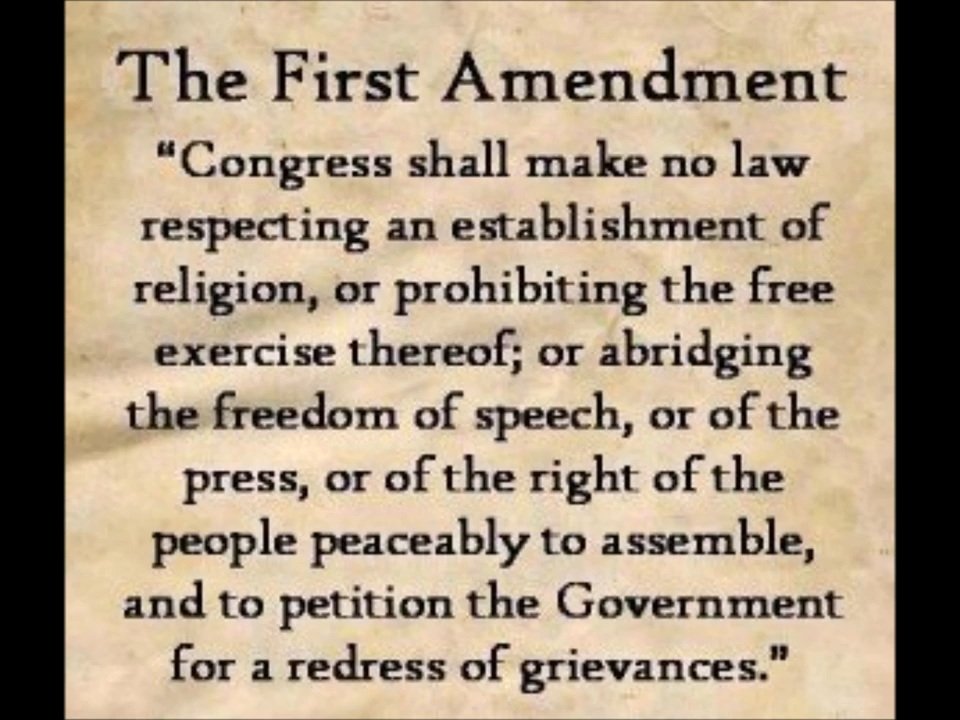 The First Amendment
“Congress shall make no law
respecting an establishment of
religion, or prohibiting the free
exercise thereof; or abridging
the freedom of speech, or of the
press, or of the right of the
people peaceably to assemble,
and to petition the Government
for a redress of grievances.”